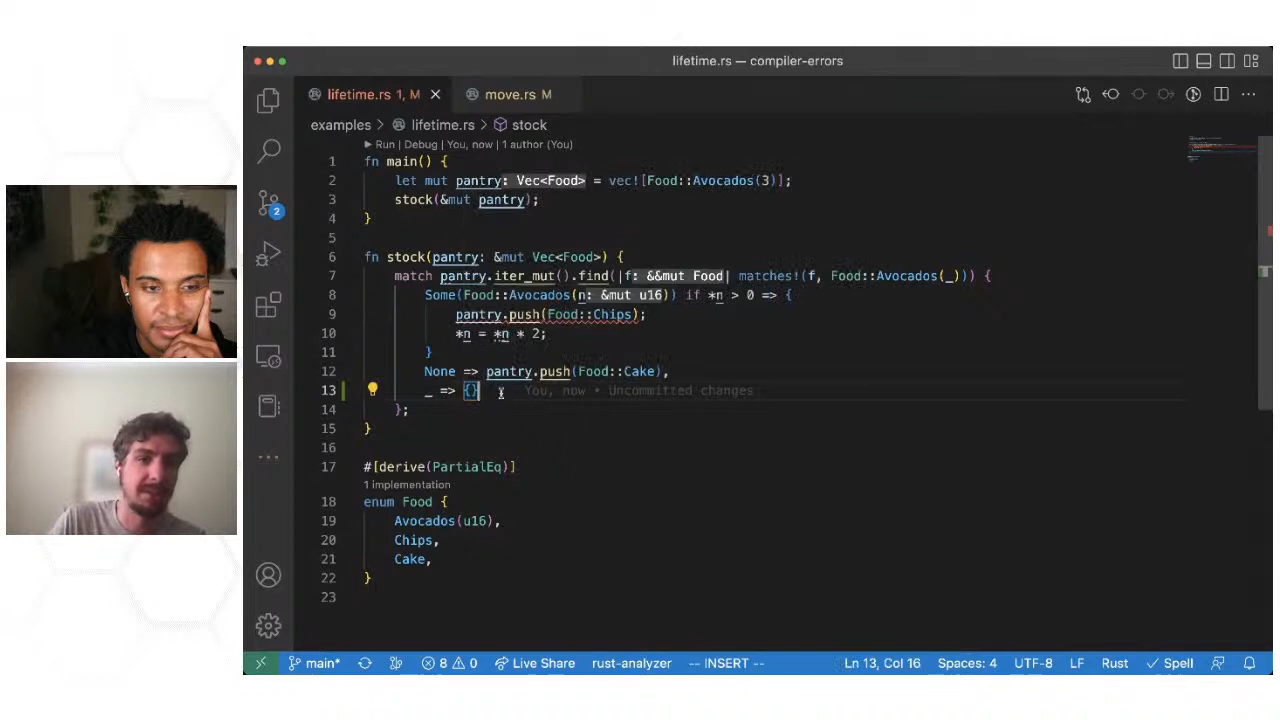 lifetime.rs — compiler-errors
lifetime.rs 1, M
move.rs M
examples > lifetime.rs > stock
Run | Debug | You, now | 1 author (You)
1 fn main() {
2 let mut pantry: Vec<Food> = vec![Food::Avocados(3)];
3 stock(&mut pantry);
4 }
5
6 fn stock(pantry: &mut Vec<Food>) {
7 match pantry.iter_mut().find(|f: &&mut Food| matches!(f, Food::Avocados(_))) {
8 Some(Food::Avocados(n: &mut u16)) if *n > 0 => {
9 pantry.push(Food::Chips);
10 *n = *n * 2;
11 }
12 None => pantry.push(Food::Cake),
13 _ => {} You, now • Uncommitted changes
14 };
15 }
16
17 #[derive(PartialEq)]
1 implementation
18 enum Food {
19 Avocados(u16),
20 Chips,
21 Cake,
22 }
23
2
main* 8 0 Live Share rust-analyzer -- INSERT -- Ln 13, Col 16 Spaces: 4 UTF-8 LF Rust Spell